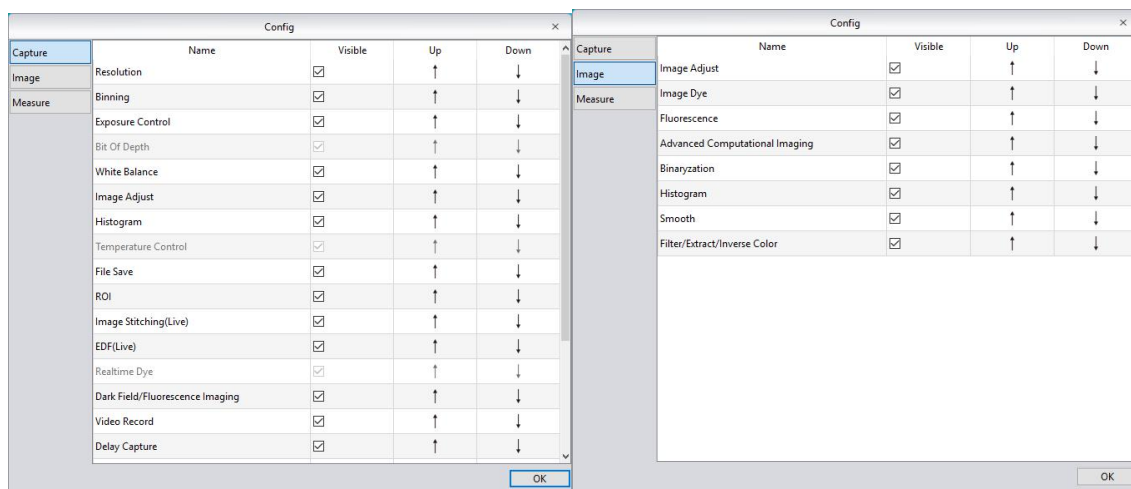 Config
Capture
Image
Measure
Name Visible Up Down
Resolution
Binning
Exposure Control
Bit Of Depth
White Balance
Image Adjust
Histogram
Temperature Control
File Save
ROI
Image Stitching(Live)
EDF(Live)
Realtime Dye
Dark Field/Fluorescence Imaging
Video Record
Delay Capture
OK
Config
Capture
Image
Measure
Name Visible Up Down
Image Adjust
Image Dye
Fluorescence
Advanced Computational Imaging
Binaryzation
Histogram
Smooth
Filter/Extract/Inverse Color
OK